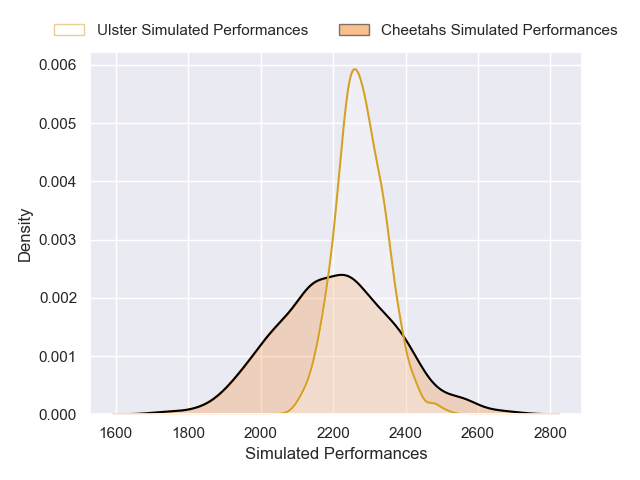 Ulster Simulated Performances Cheetahs Simulated Performances
0.006
0.005
0.004
0.003
0.002
0.001
0.000
Density
1600 1800 2000 2200 2400 2600 2800
Simulated Performances